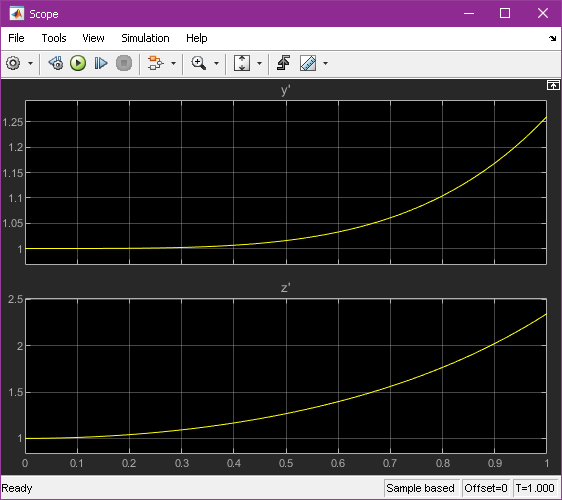 Scope
File Tools View Simulation Help
y'
1.25
1.2
1.15
1.1
1.05
1
z'
2.5
2
1.5
1
0 0.1 0.2 0.3 0.4 0.5 0.6 0.7 0.8 0.9 1
Ready Sample based Offset=0 T=1.000